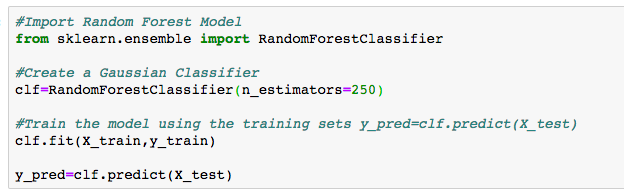 #Import Random Forest Model
from sklearn.ensemble import RandomForestClassifier
#Create a Gaussian Classifier
clf=RandomForestClassifier(n_estimators=250)
#Train the model using the training sets y_pred=clf.predict(X_test)
clf.fit(X_train,y_train)
y_pred=clf.predict(X_test)